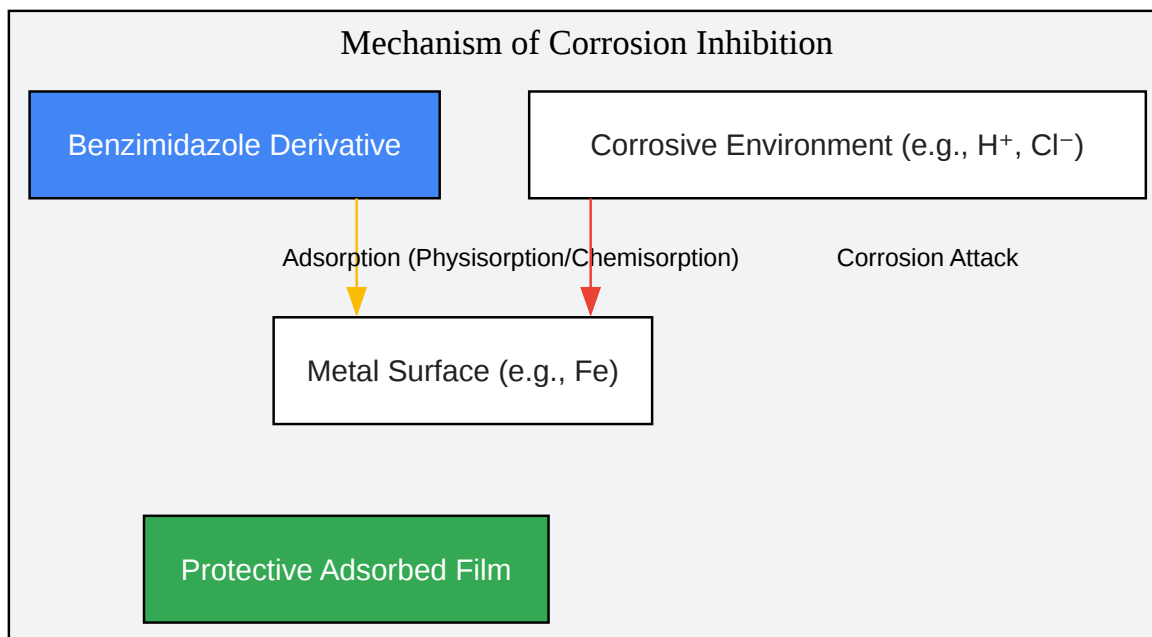 Mechanism of Corrosion Inhibition
Benzimidazole Derivative
Corrosive Environment (e.g., H⁺, Cl⁻)
Adsorption (Physisorption/Chemisorption)
Corrosion Attack
Metal Surface (e.g., Fe)
Protective Adsorbed Film